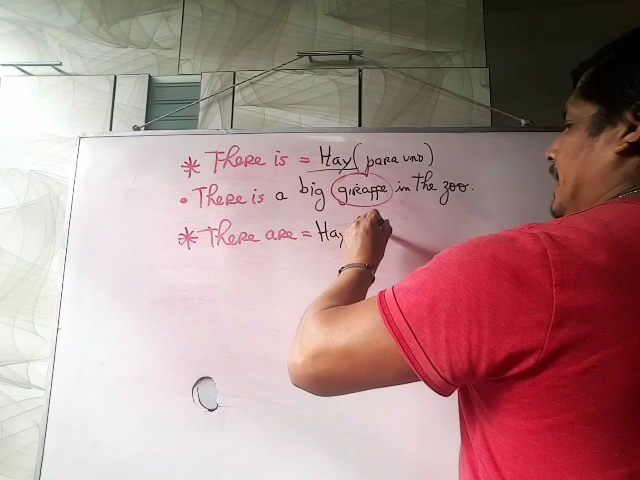 * There is = Hay (para uno)
• There is a big giraffe in the zoo.
* There are = Hay